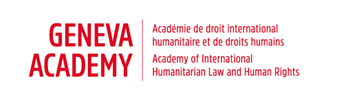 GENEVA
ACADEMY
Académie de droit international
humanitaire et de droits humains
Academy of International
Humanitarian Law and Human Rights